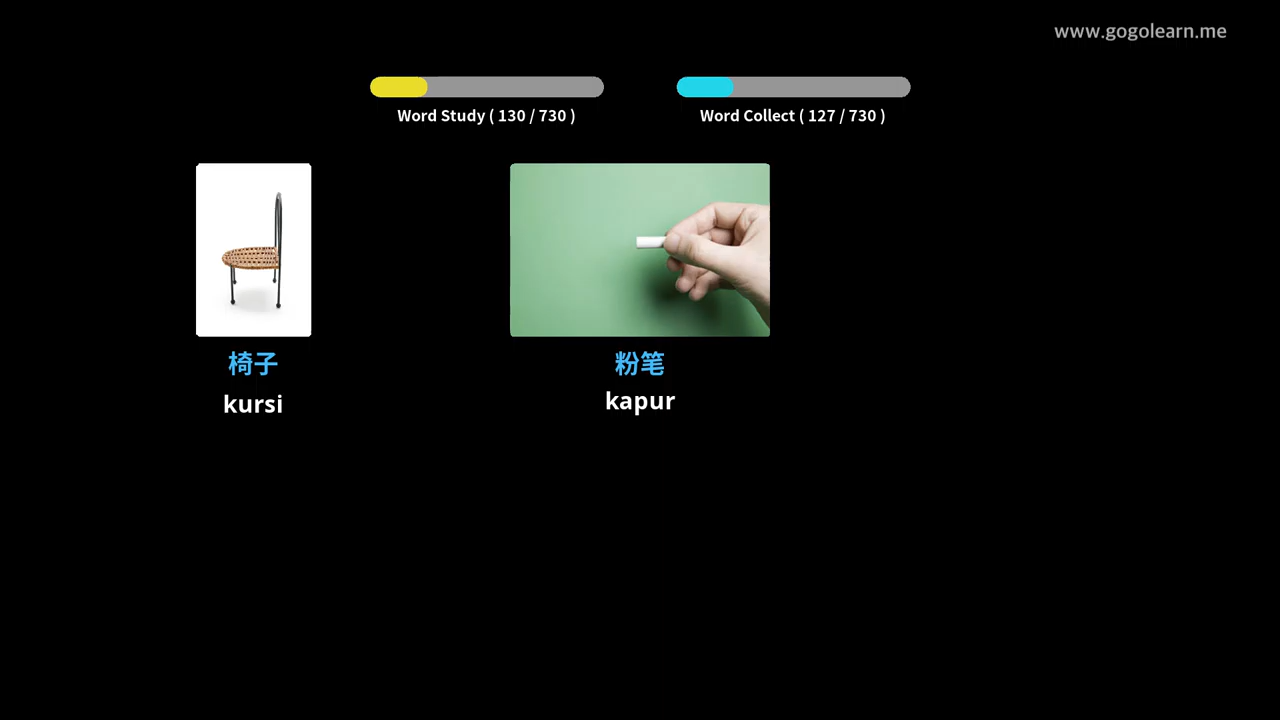 www.gogolearn.me
Word Study ( 130 / 730 )
Word Collect ( 127 / 730 )
椅子
kursi
粉笔
kapur